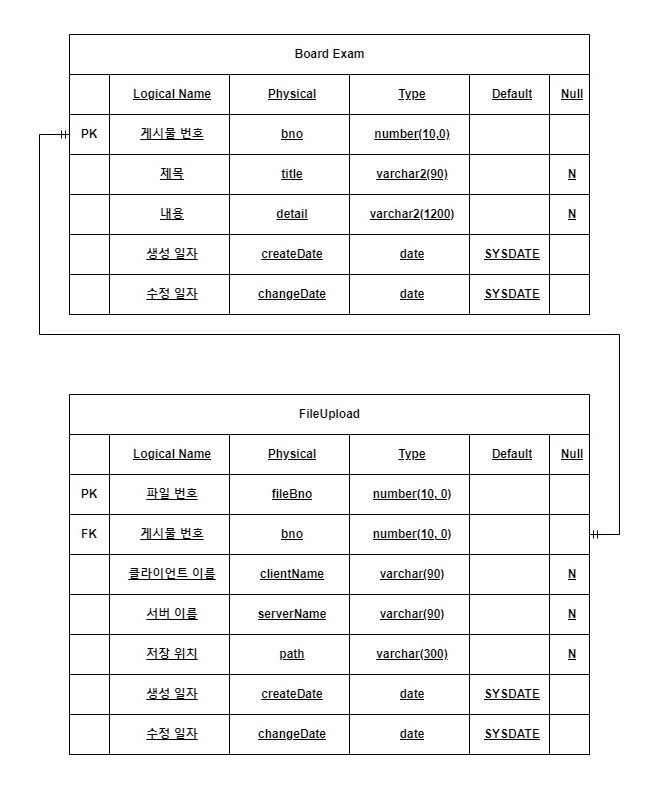 Board Exam
Logical Name Physical Type Default Null
PK 게시물 번호 bno number(10,0)
제목 title varchar2(90) N
내용 detail varchar2(1200) N
생성 일자 createDate date SYSDATE
수정 일자 changeDate date SYSDATE
FileUpload
Logical Name Physical Type Default Null
PK 파일 번호 fileBno number(10, 0)
FK 게시물 번호 bno number(10, 0)
클라이언트 이름 clientName varchar(90) N
서버 이름 serverName varchar(90) N
저장 위치 path varchar(300) N
생성 일자 createDate date SYSDATE
수정 일자 changeDate date SYSDATE